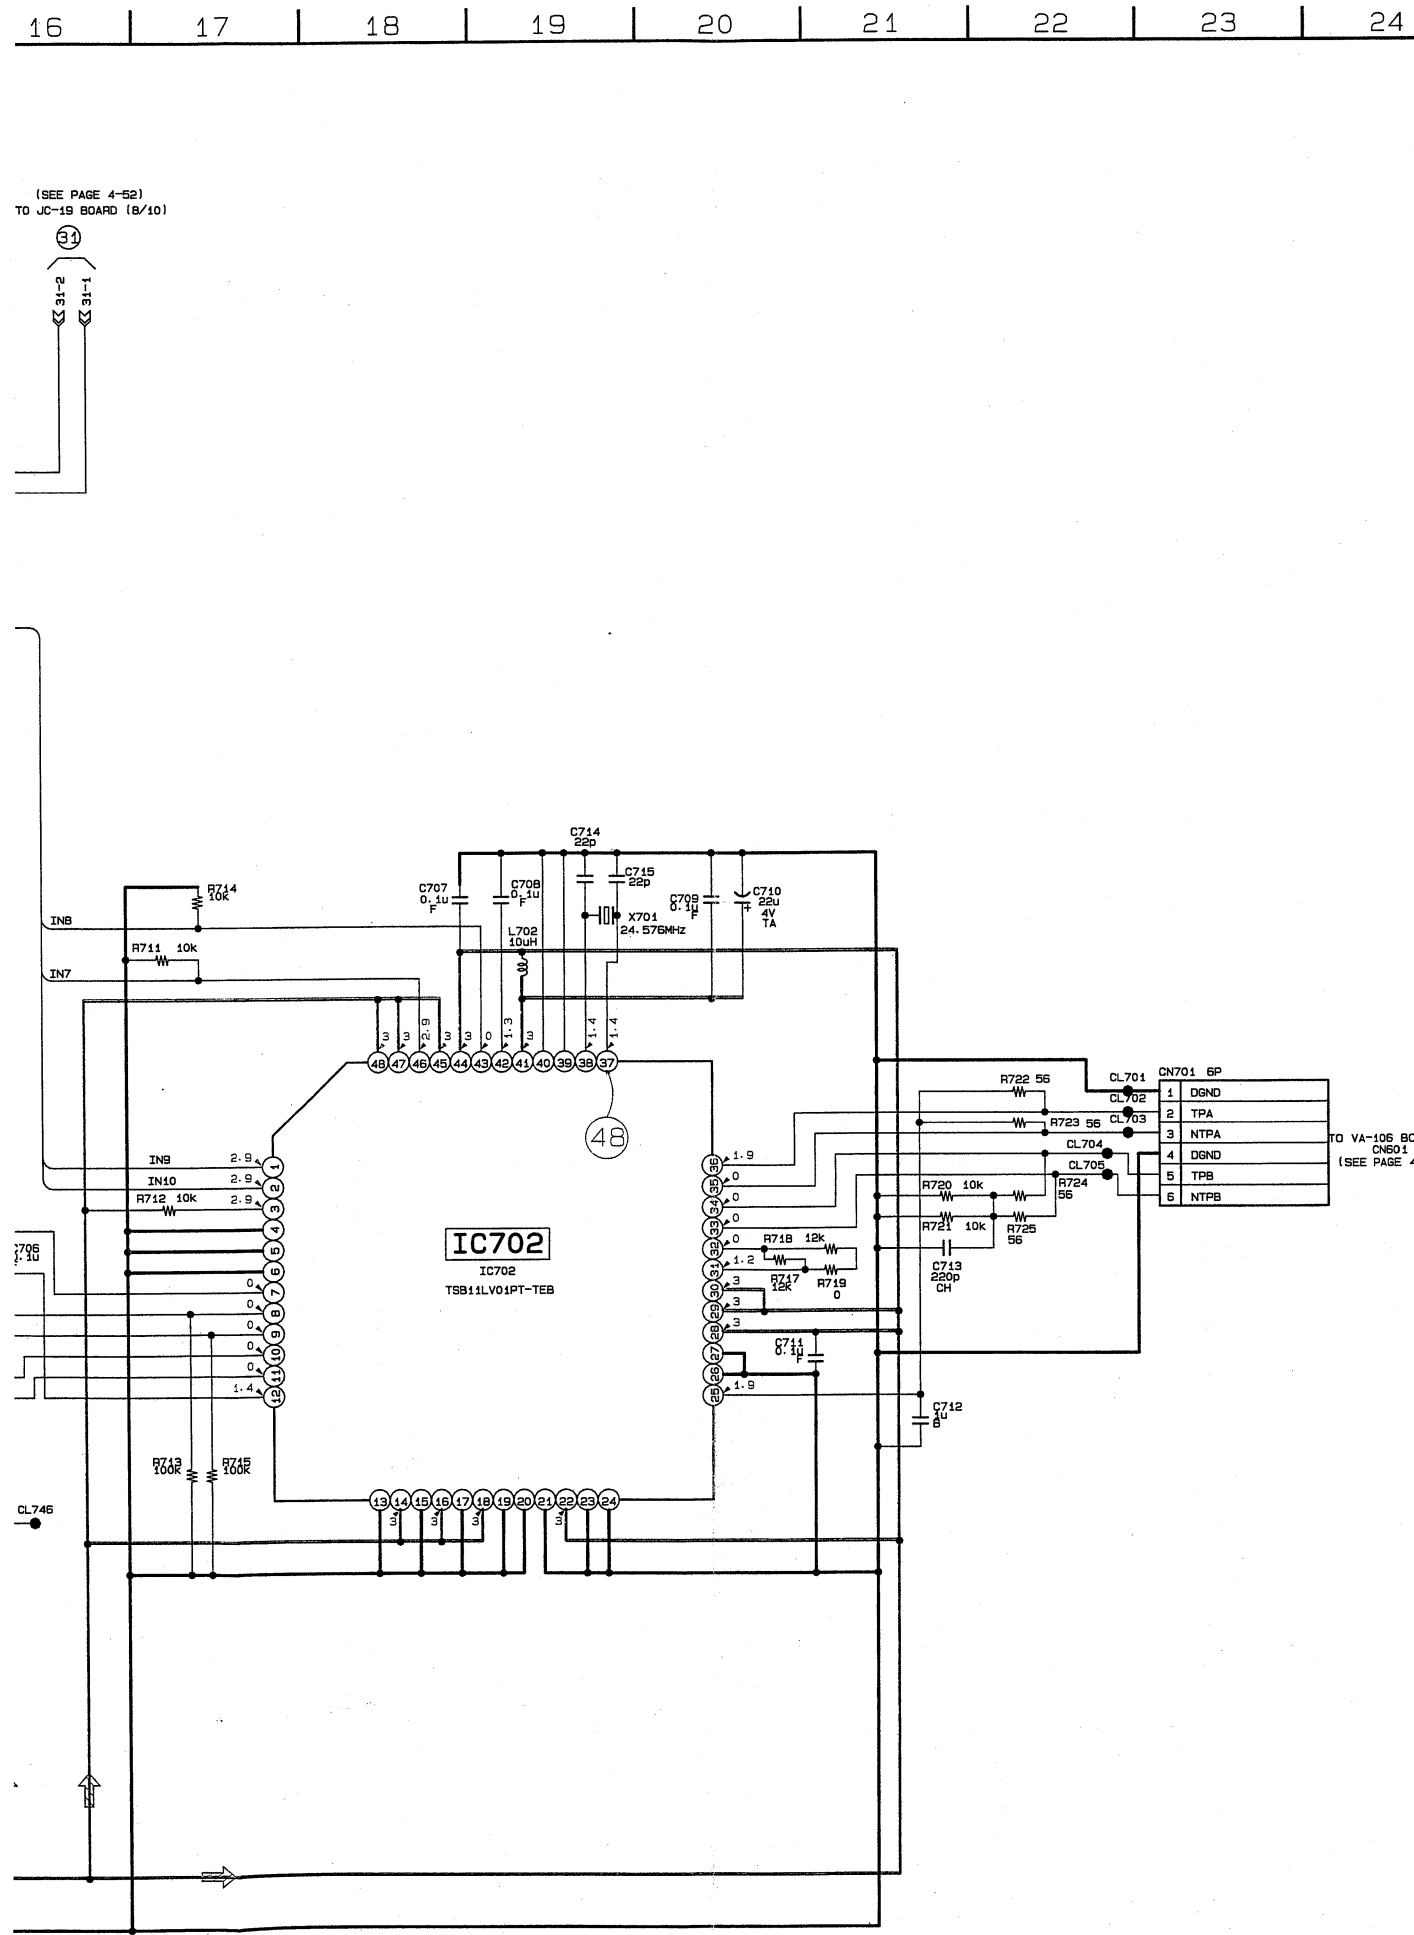 16 17 18 19 20 21 22 23 24
(SEE PAGE 4-52)
TO JC-19 BOARD (8/10)
31
31-2
31-1
C714
22p
C715
22p
C707
0.1u
F
C708
0.1u
F
C709
0.1u
F
C710
22u
4V
TA
X701
24.576MHz
L702
10uH
R714
10k
IN8
R711 10k
IN7
3 3 2.9 3 3 0 1.3 3 1.4 1.4
48 47 46 45 44 43 42 41 40 39 38 37
48
IN9 2.9 1
IN10 2.9 2
R712 10k 2.9 3
4
5
6
0 7
0 8
0 9
0 10
0 11
1.4 12
C706
0.1u
IC702
IC702
TSB11LV01PT-TEB
36 1.9
35 0
34 0
33 0
32 0
31 1.2
30 3
29 3
28 3
27
26
25 1.9
R718 12k
R717
12k
R719
0
C711
0.1u
F
R722 56
R723 56
R720 10k
R721 10k
R724
56
R725
56
C713
220p
CH
C712
1u
B
CL701
CL702
CL703
CL704
CL705
CN701 6P
1 DGND
2 TPA
3 NTPA
4 DGND
5 TPB
6 NTPB
TO VA-106 BO
CN601
(SEE PAGE 4
R713
100k
R715
100k
CL746
13 14 15 16 17 18 19 20 21 22 23 24
3 3 3 3